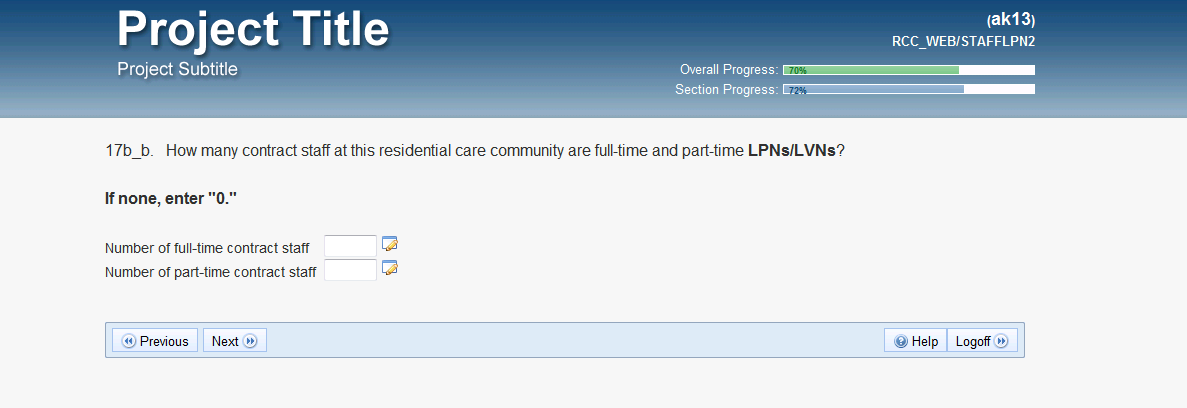 Project Title
(ak13)
RCC_WEB/STAFFLPN2
Project Subtitle
Overall Progress: 70%
Section Progress: 72%
17b_b. How many contract staff at this residential care community are full-time and part-time LPNs/LVNs?
If none, enter "0."
Number of full-time contract staff
Number of part-time contract staff
Previous Next Help Logoff